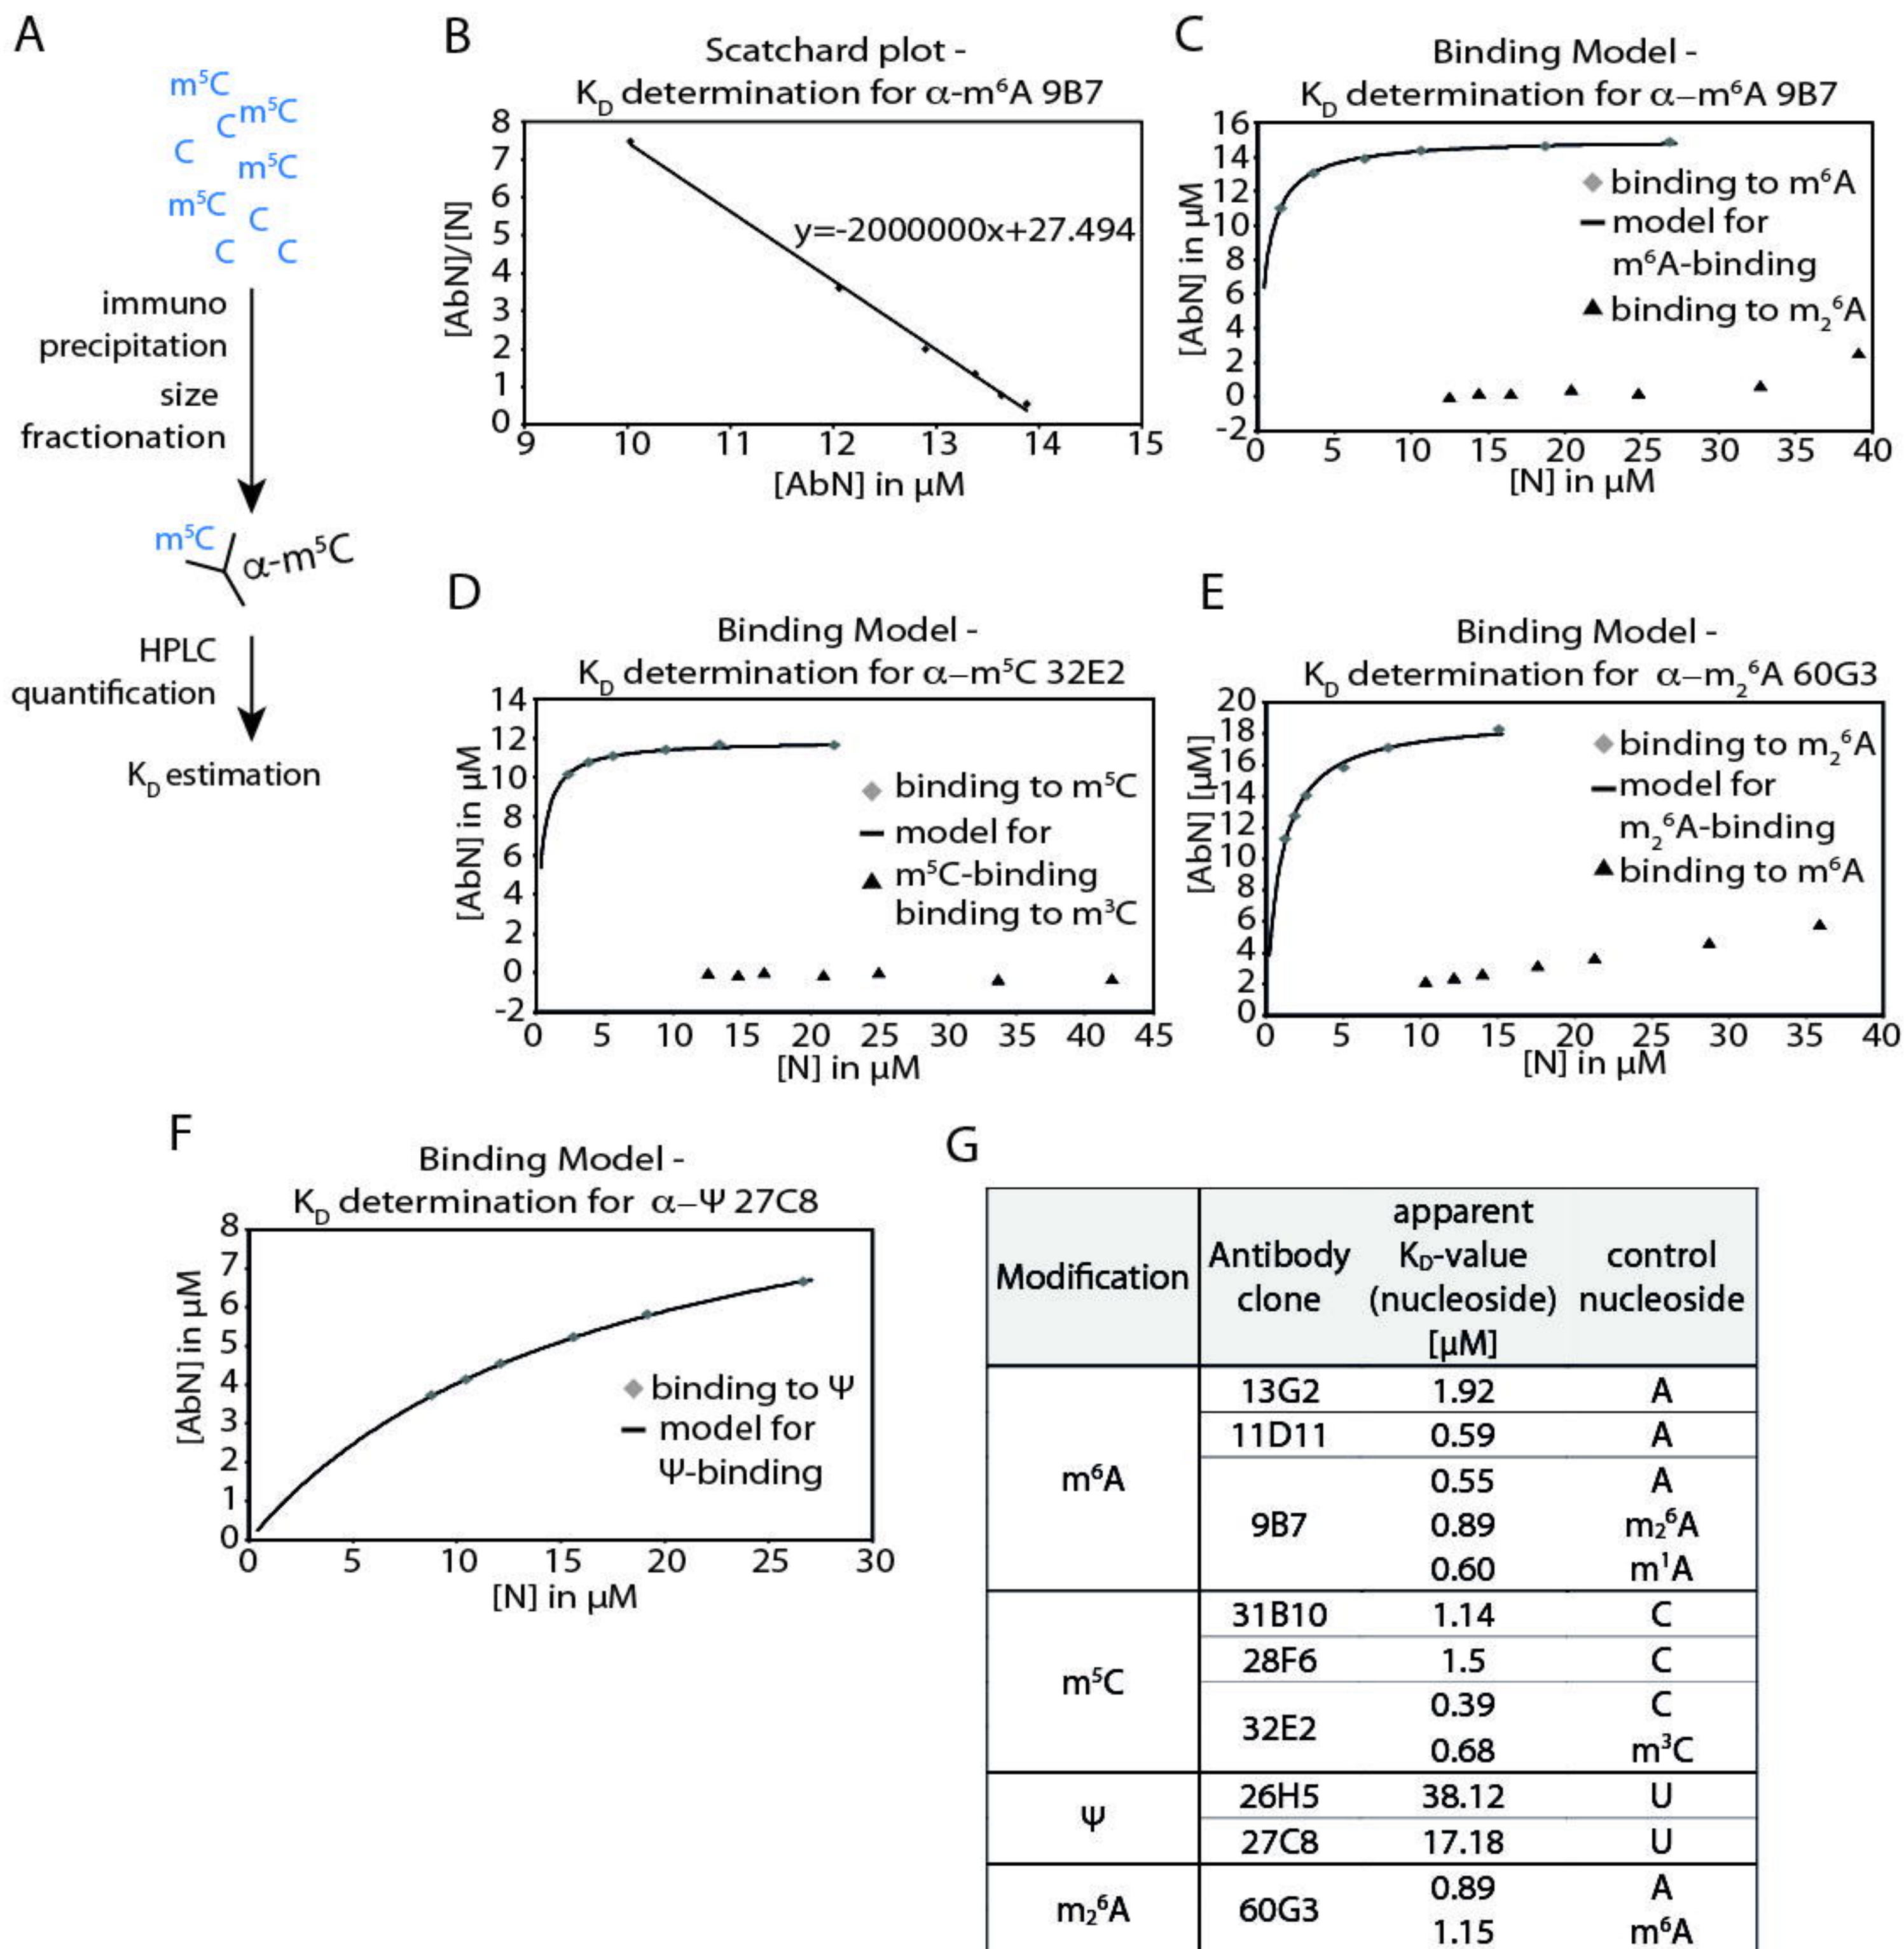 A
m⁵C
m⁵C
C
C
m⁵C
m⁵C
C
C
C
immuno
precipitation
size
fractionation
m⁵C
α-m⁵C
HPLC
quantification
K_D estimation
B
Scatchard plot -
K_D determination for α-m⁶A 9B7
8
7
6
5
4
3
2
1
0
[AbN]/[N]
y=-2000000x+27.494
9 10 11 12 13 14 15
[AbN] in µM
C
Binding Model -
K_D determination for α–m⁶A 9B7
16
14
12
10
8
6
4
2
0
-2
[AbN] in µM
binding to m⁶A
model for
m⁶A-binding
binding to m₂⁶A
0 5 10 15 20 25 30 35 40
[N] in µM
D
Binding Model -
K_D determination for α–m⁵C 32E2
14
12
10
8
6
4
2
0
-2
[AbN] in µM
binding to m⁵C
model for
m⁵C-binding
binding to m³C
0 5 10 15 20 25 30 35 40 45
[N] in µM
E
Binding Model -
K_D determination for α–m₂⁶A 60G3
20
18
16
14
12
10
8
6
4
2
0
[AbN] [µM]
binding to m₂⁶A
model for
m₂⁶A-binding
binding to m⁶A
0 5 10 15 20 25 30 35 40
[N] in µM
F
Binding Model -
K_D determination for α–Ψ 27C8
8
7
6
5
4
3
2
1
0
[AbN] in µM
binding to Ψ
model for
Ψ-binding
0 5 10 15 20 25 30
[N] in µM
G
Modification
Antibody
clone
apparent
K_D-value
(nucleoside)
[µM]
control
nucleoside
m⁶A
13G2 1.92 A
11D11 0.59 A
9B7
0.55 A
0.89 m₂⁶A
0.60 m¹A
m⁵C
31B10 1.14 C
28F6 1.5 C
32E2
0.39 C
0.68 m³C
Ψ
26H5 38.12 U
27C8 17.18 U
m₂⁶A
60G3
0.89 A
1.15 m⁶A